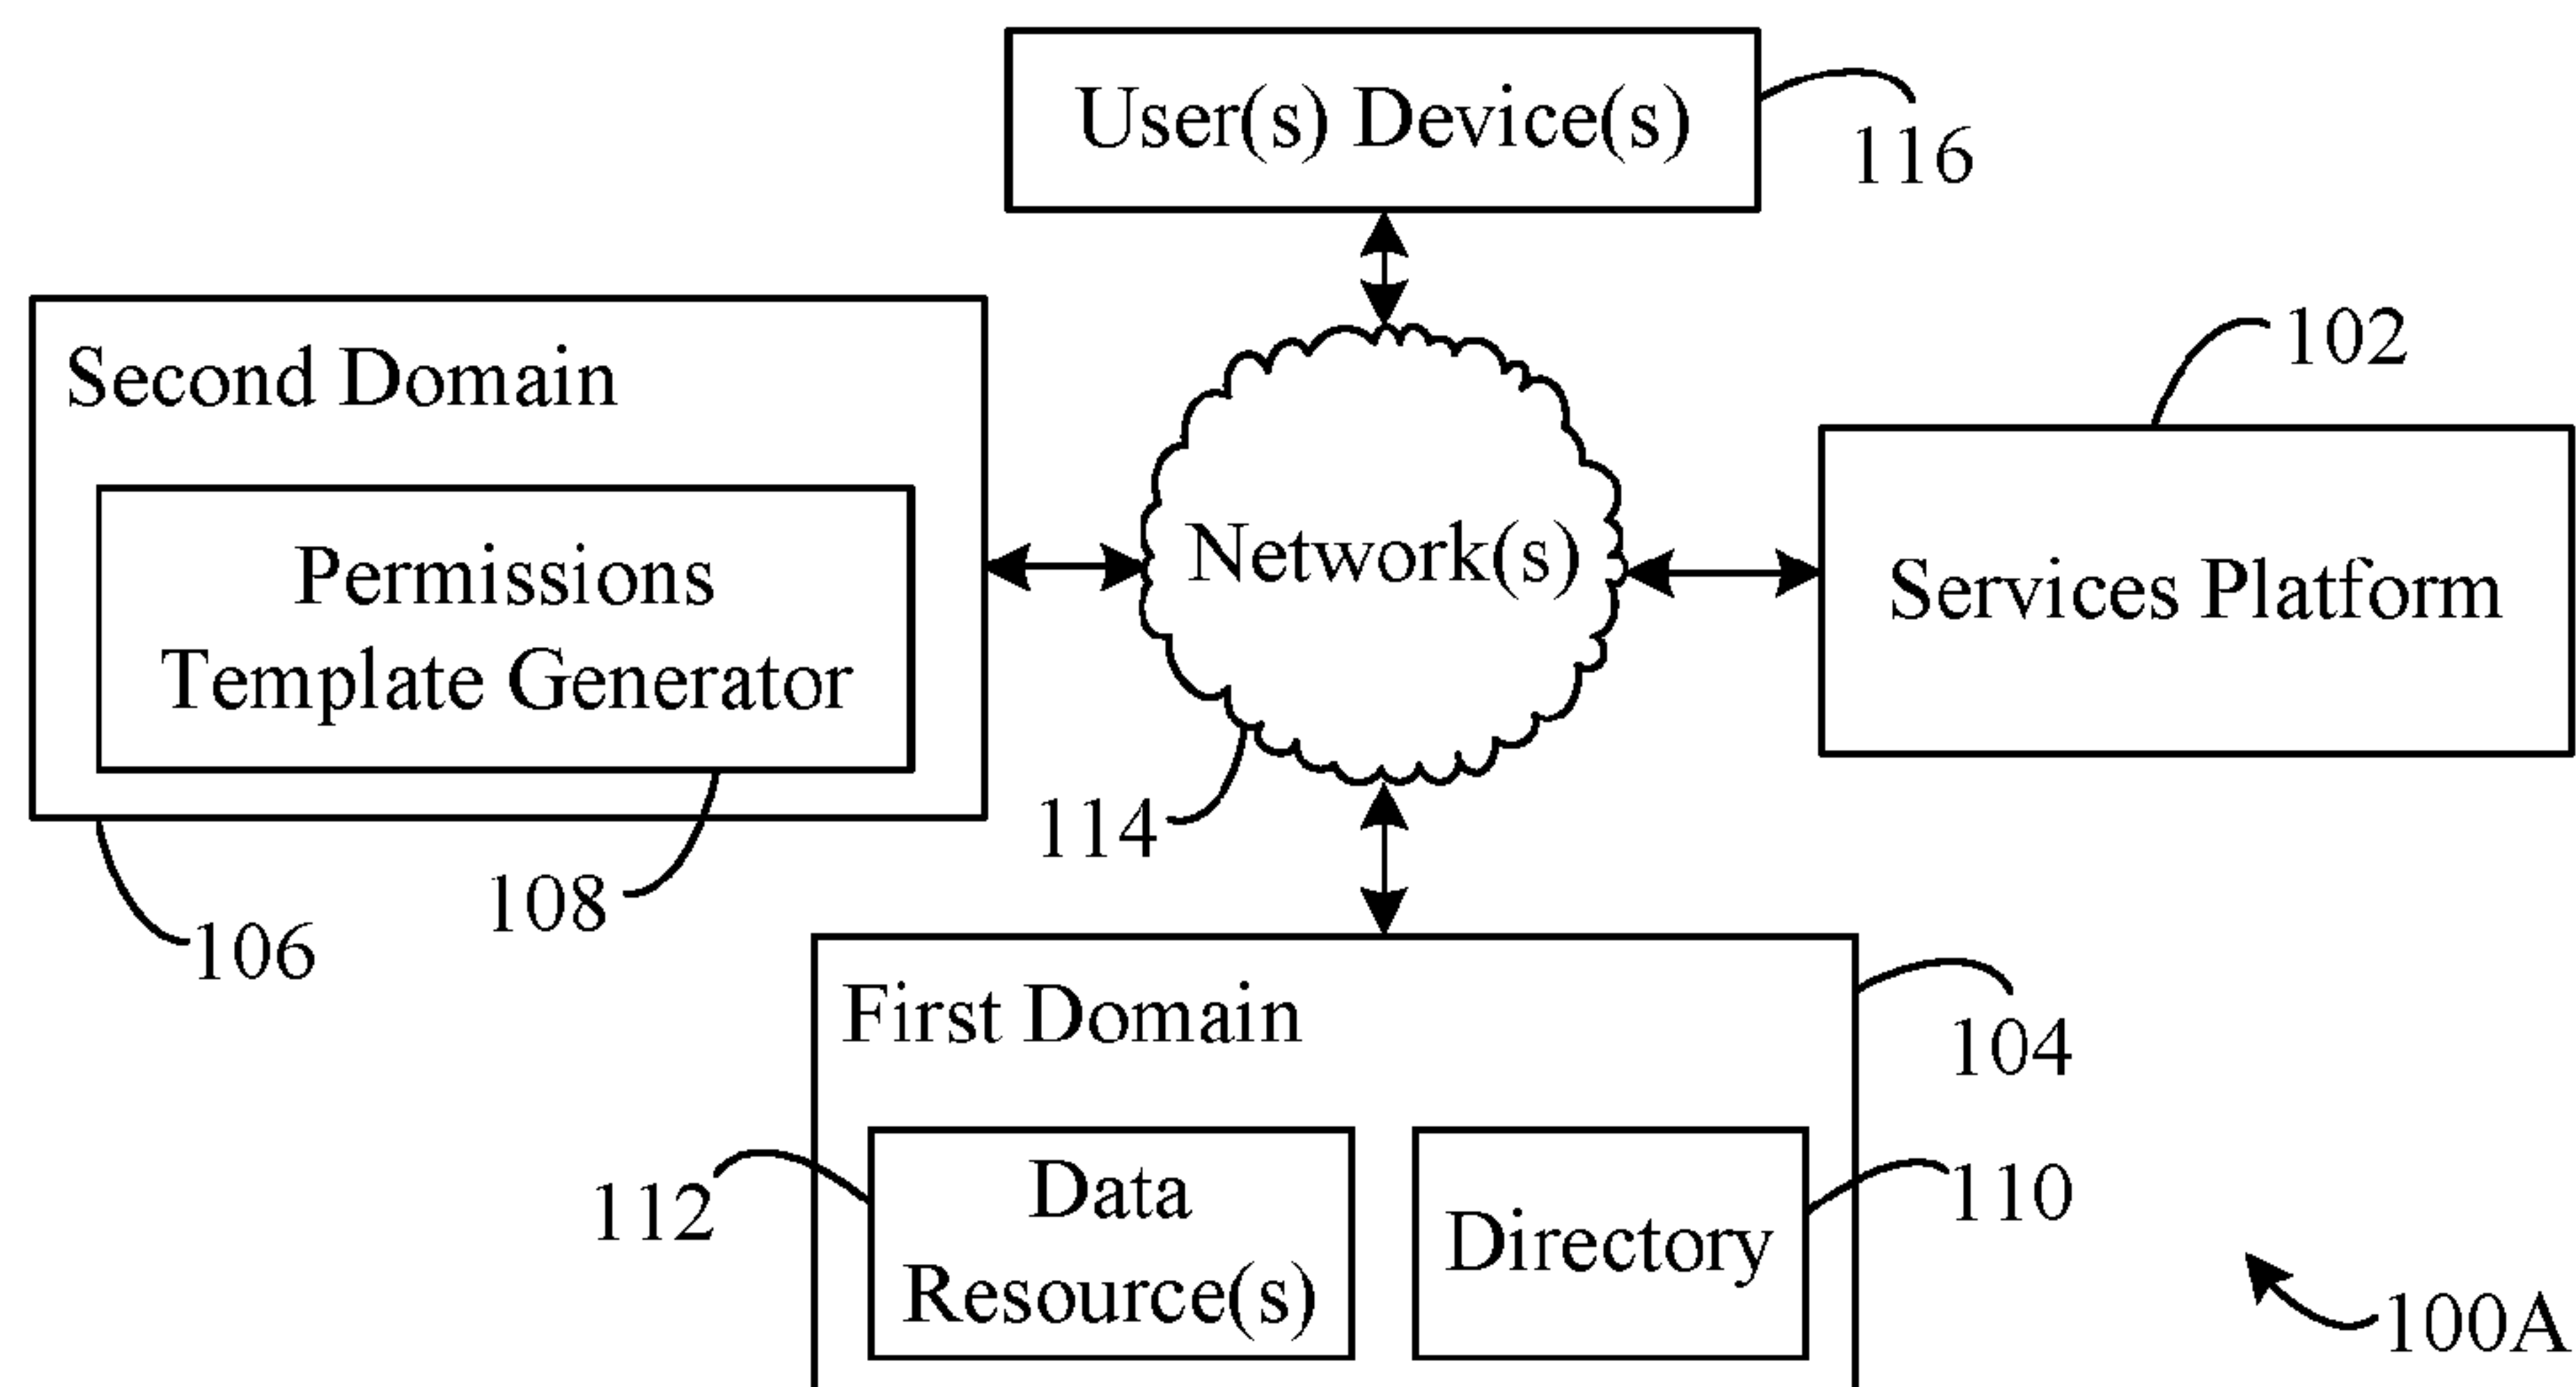 User(s) Device(s)
116
Second Domain
102
Permissions
Template Generator
Network(s)
Services Platform
114
108
106
First Domain
104
112
Data
Resource(s)
Directory
110
100A